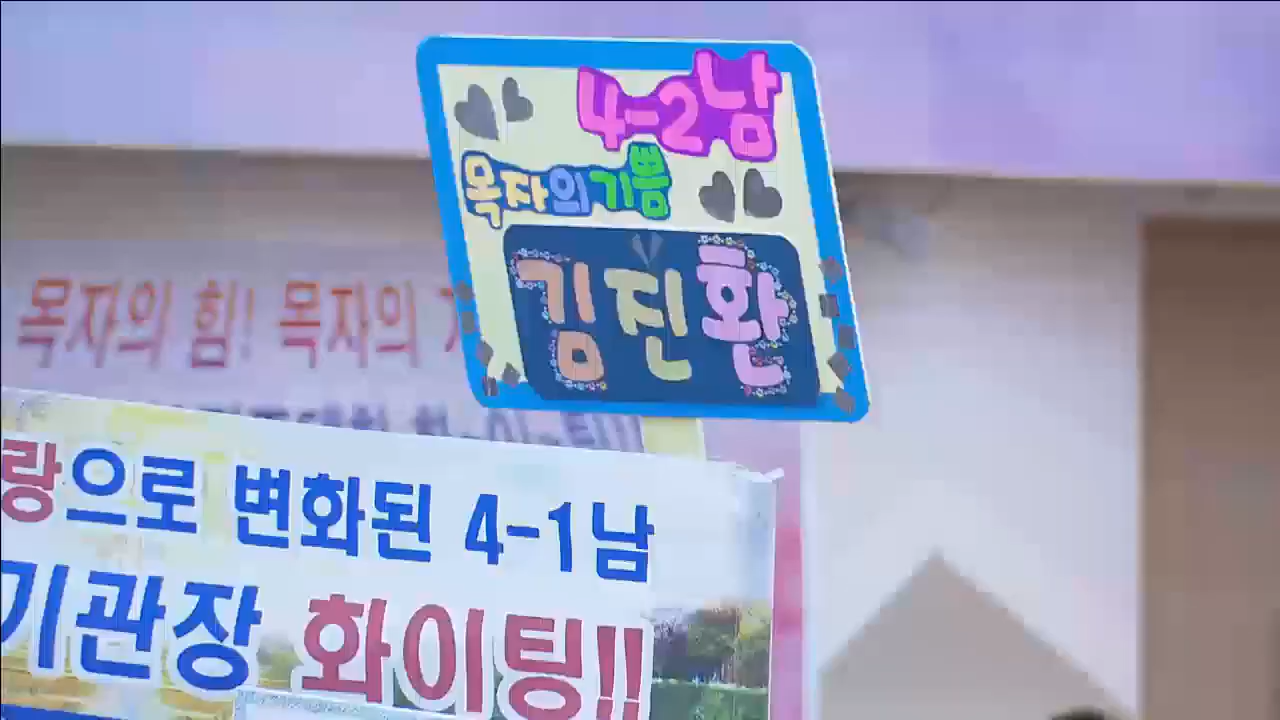 4-2남
목자의기쁨
김진환
목자의 힘! 목자의
랑으로 변화된 4-1남
기관장 화이팅!!